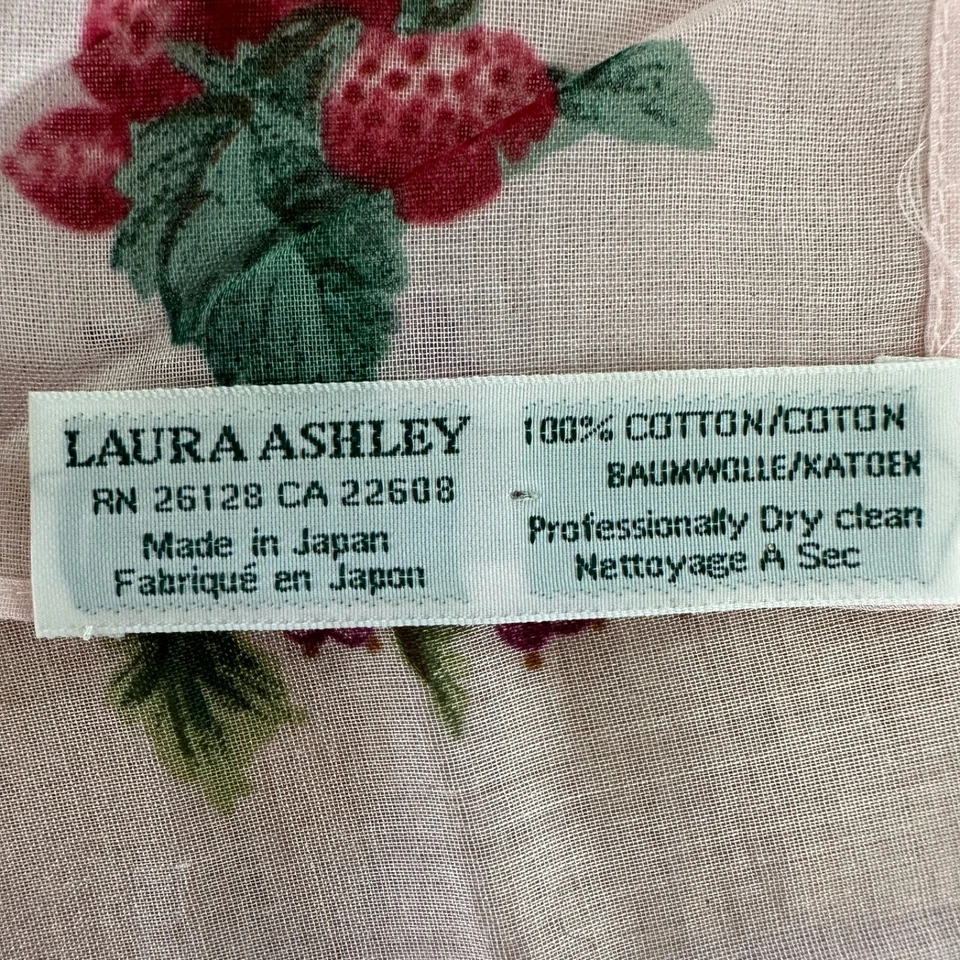 LAURA ASHLEY
RN 26128 CA 22608
Made in Japan
Fabriqué en Japon
100% COTTON/COTON
BAUMWOLLE/KATOEN
Professionally Dry clean
Nettoyage A Sec